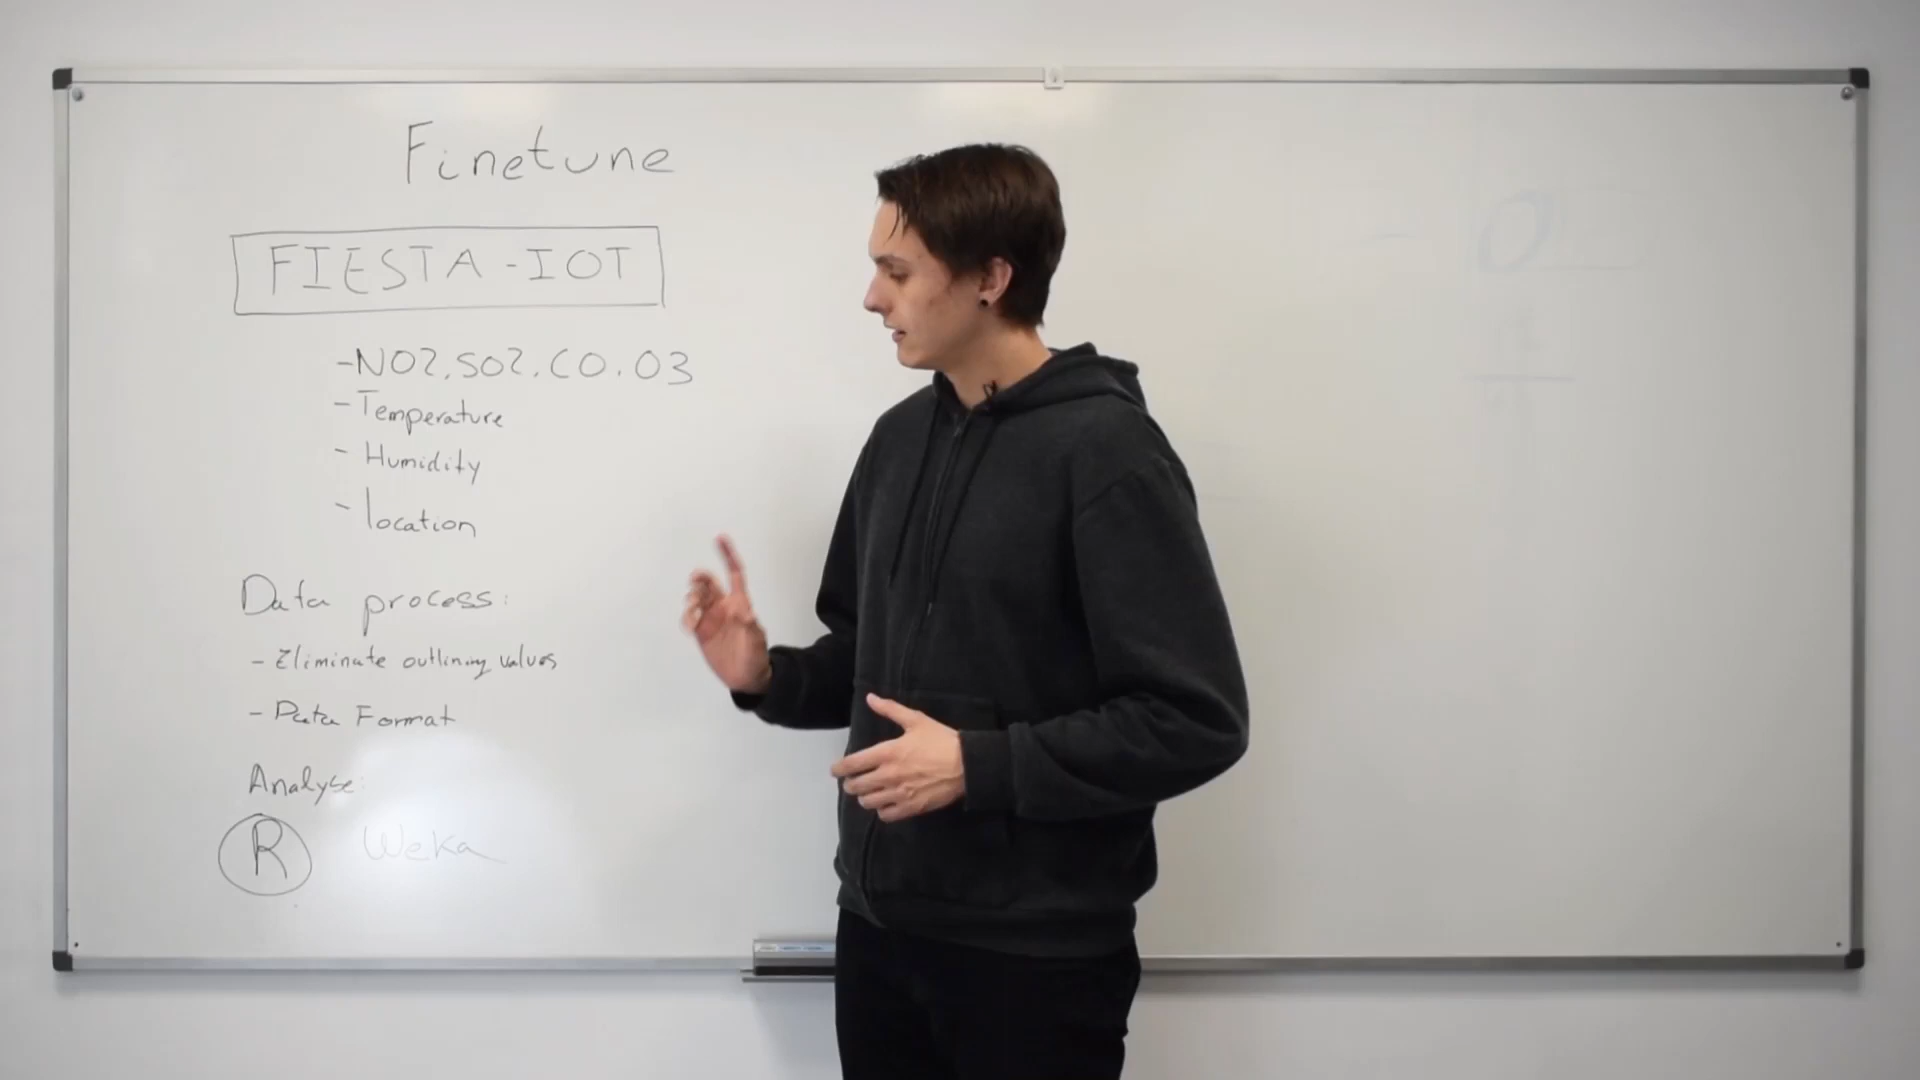 Finetune
FIESTA-IOT
-NO2.SO2.CO.O3
- Temperature
- Humidity
- location
Data process:
- Eliminate outlining values
- Data Format
Analyse:
R Weka